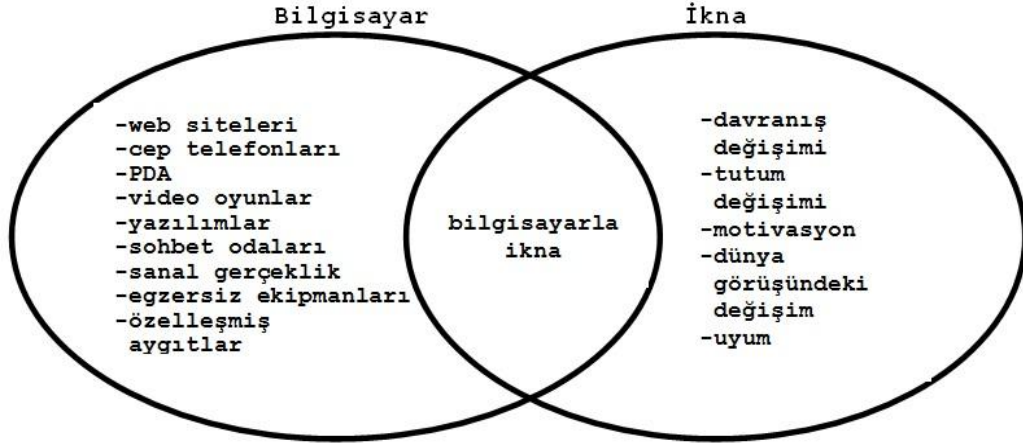 Bilgisayar
İkna
-web siteleri
-cep telefonları
-PDA
-video oyunlar
-yazılımlar
-sohbet odaları
-sanal gerçeklik
-egzersiz ekipmanları
-özelleşmiş
aygıtlar
bilgisayarla
ikna
-davranış
değişimi
-tutum
değişimi
-motivasyon
-dünya
görüşündeki
değişim
-uyum